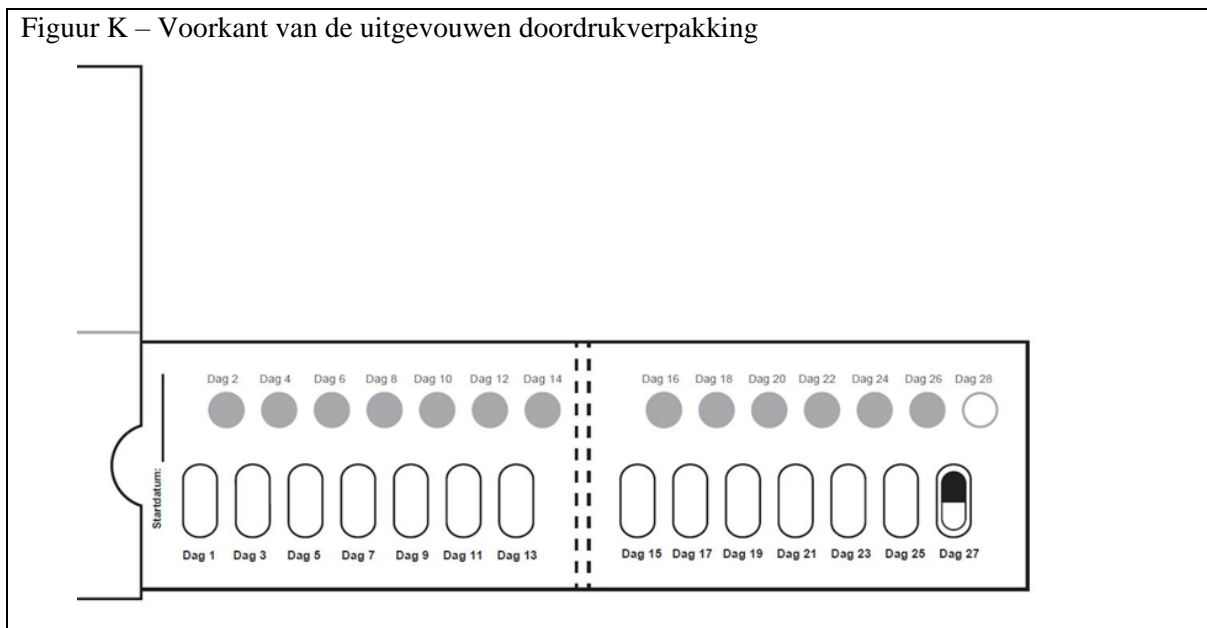 Figuur K – Voorkant van de uitgevouwen doordrukverpakking
Dag 2 Dag 4 Dag 6 Dag 8 Dag 10 Dag 12 Dag 14 Dag 16 Dag 18 Dag 20 Dag 22 Dag 24 Dag 26 Dag 28
Startdatum:
Dag 1 Dag 3 Dag 5 Dag 7 Dag 9 Dag 11 Dag 13 Dag 15 Dag 17 Dag 19 Dag 21 Dag 23 Dag 25 Dag 27